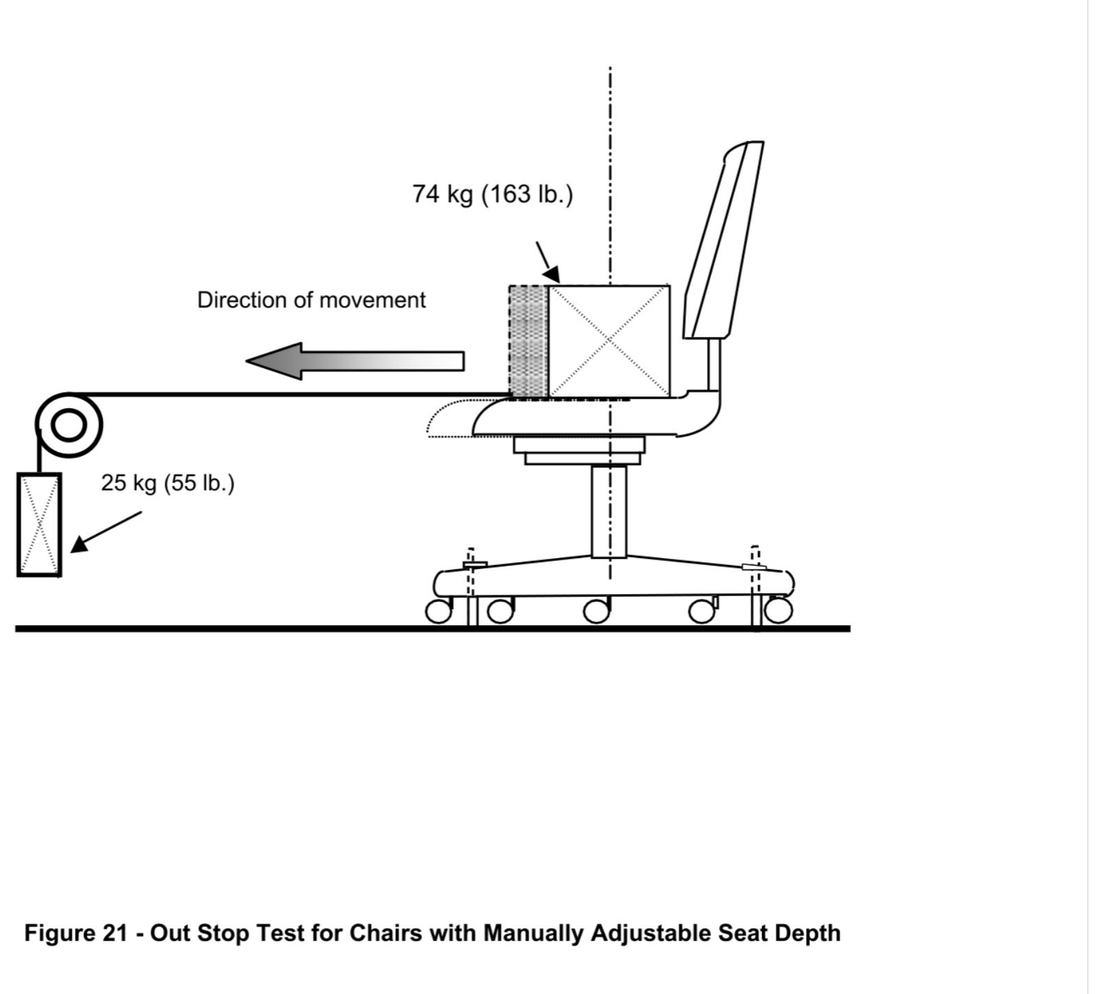 74 kg (163 lb.)
Direction of movement
25 kg (55 lb.)
Figure 21 - Out Stop Test for Chairs with Manually Adjustable Seat Depth